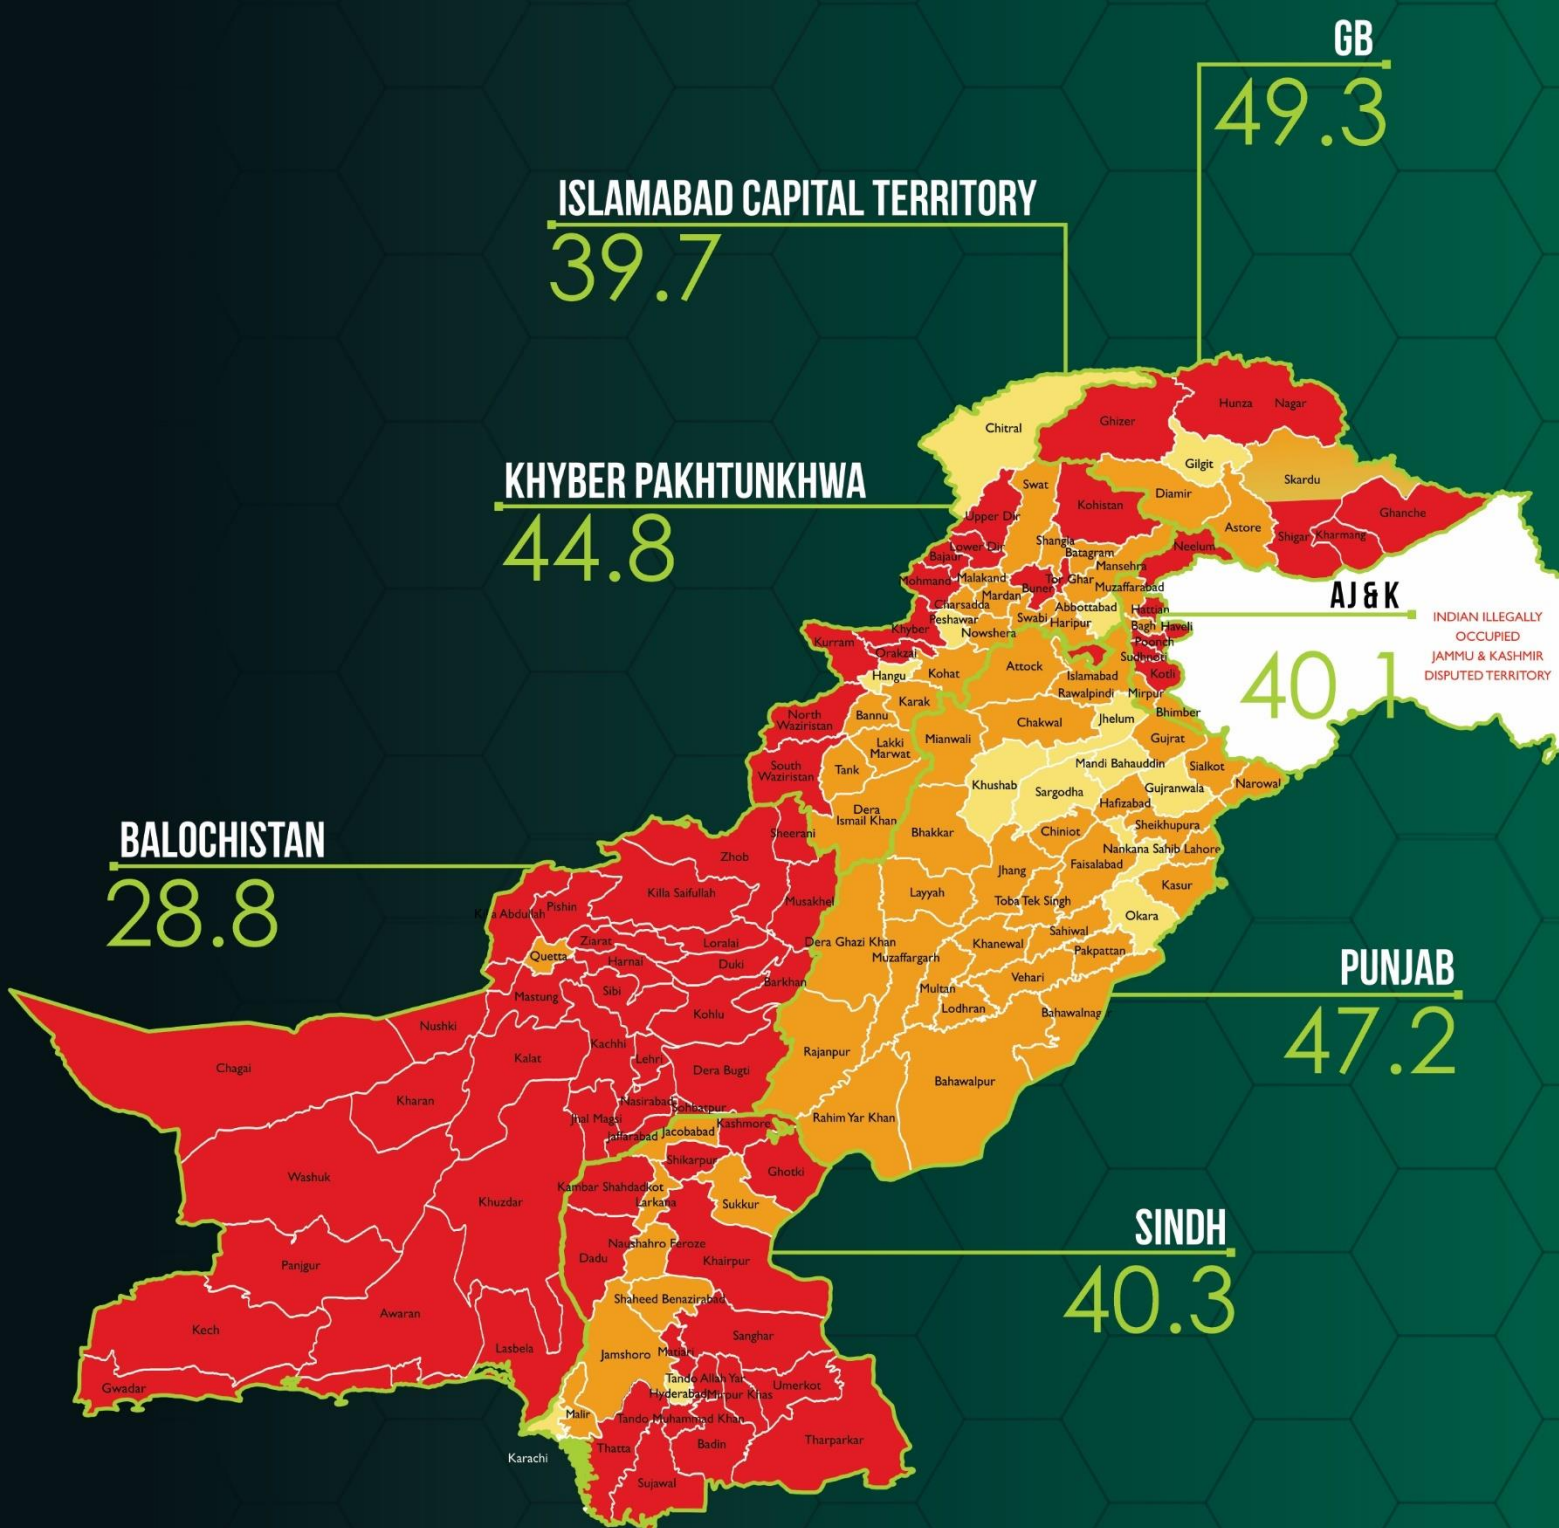 GB
49.3
ISLAMABAD CAPITAL TERRITORY
39.7
KHYBER PAKHTUNKHWA
44.8
AJ & K
40.1
INDIAN ILLEGALLY
OCCUPIED
JAMMU & KASHMIR
DISPUTED TERRITORY
BALOCHISTAN
28.8
PUNJAB
47.2
SINDH
40.3
Chitral
Ghizer
Hunza
Nagar
Gilgit
Skardu
Diamir
Astore
Ghanche
Shigar
Kharmang
Swat
Kohistan
Upper Dir
Lower Dir
Shangla
Batagram
Neelum
Bajaur
Mansehra
Mohmand
Malakand
Buner
Tor Ghar
Muzaffarabad
Mardan
Charsadda
Abbottabad
Hattian
Peshawar
Swabi
Haripur
Bagh
Haveli
Nowshera
Khyber
Poonch
Kurram
Orakzai
Sudhnoti
Hangu
Kohat
Attock
Islamabad
Kotli
Rawalpindi
Mirpur
Karak
Bhimber
North
Waziristan
Bannu
Chakwal
Jhelum
Lakki
Marwat
Mianwali
Gujrat
South
Waziristan
Tank
Mandi Bahauddin
Sialkot
Khushab
Sargodha
Gujranwala
Narowal
Hafizabad
Dera
Ismail Khan
Bhakkar
Chiniot
Sheikhupura
Sheerani
Nankana Sahib
Lahore
Zhob
Jhang
Faisalabad
Killa Saifullah
Layyah
Kasur
Musakhel
Toba Tek Singh
Killa Abdullah
Pishin
Okara
Ziarat
Loralai
Dera Ghazi Khan
Khanewal
Sahiwal
Pakpattan
Quetta
Harnai
Duki
Muzaffargarh
Vehari
Barkhan
Multan
Mastung
Sibi
Lodhran
Bahawalnagar
Kohlu
Nushki
Kachhi
Rajanpur
Kalat
Lehri
Chagai
Dera Bugti
Bahawalpur
Kharan
Nasirabad
Sohbatpur
Jhal Magsi
Kashmore
Rahim Yar Khan
Jaffarabad
Jacobabad
Shikarpur
Ghotki
Washuk
Kambar Shahdadkot
Khuzdar
Larkana
Sukkur
Naushahro Feroze
Dadu
Khairpur
Panjgur
Shaheed Benazirabad
Awaran
Kech
Sanghar
Lasbela
Jamshoro
Matiari
Tando Allah Yar
Umerkot
Gwadar
Hyderabad
Mirpur Khas
Malir
Tando Muhammad Khan
Tharparkar
Badin
Thatta
Karachi
Sujawal